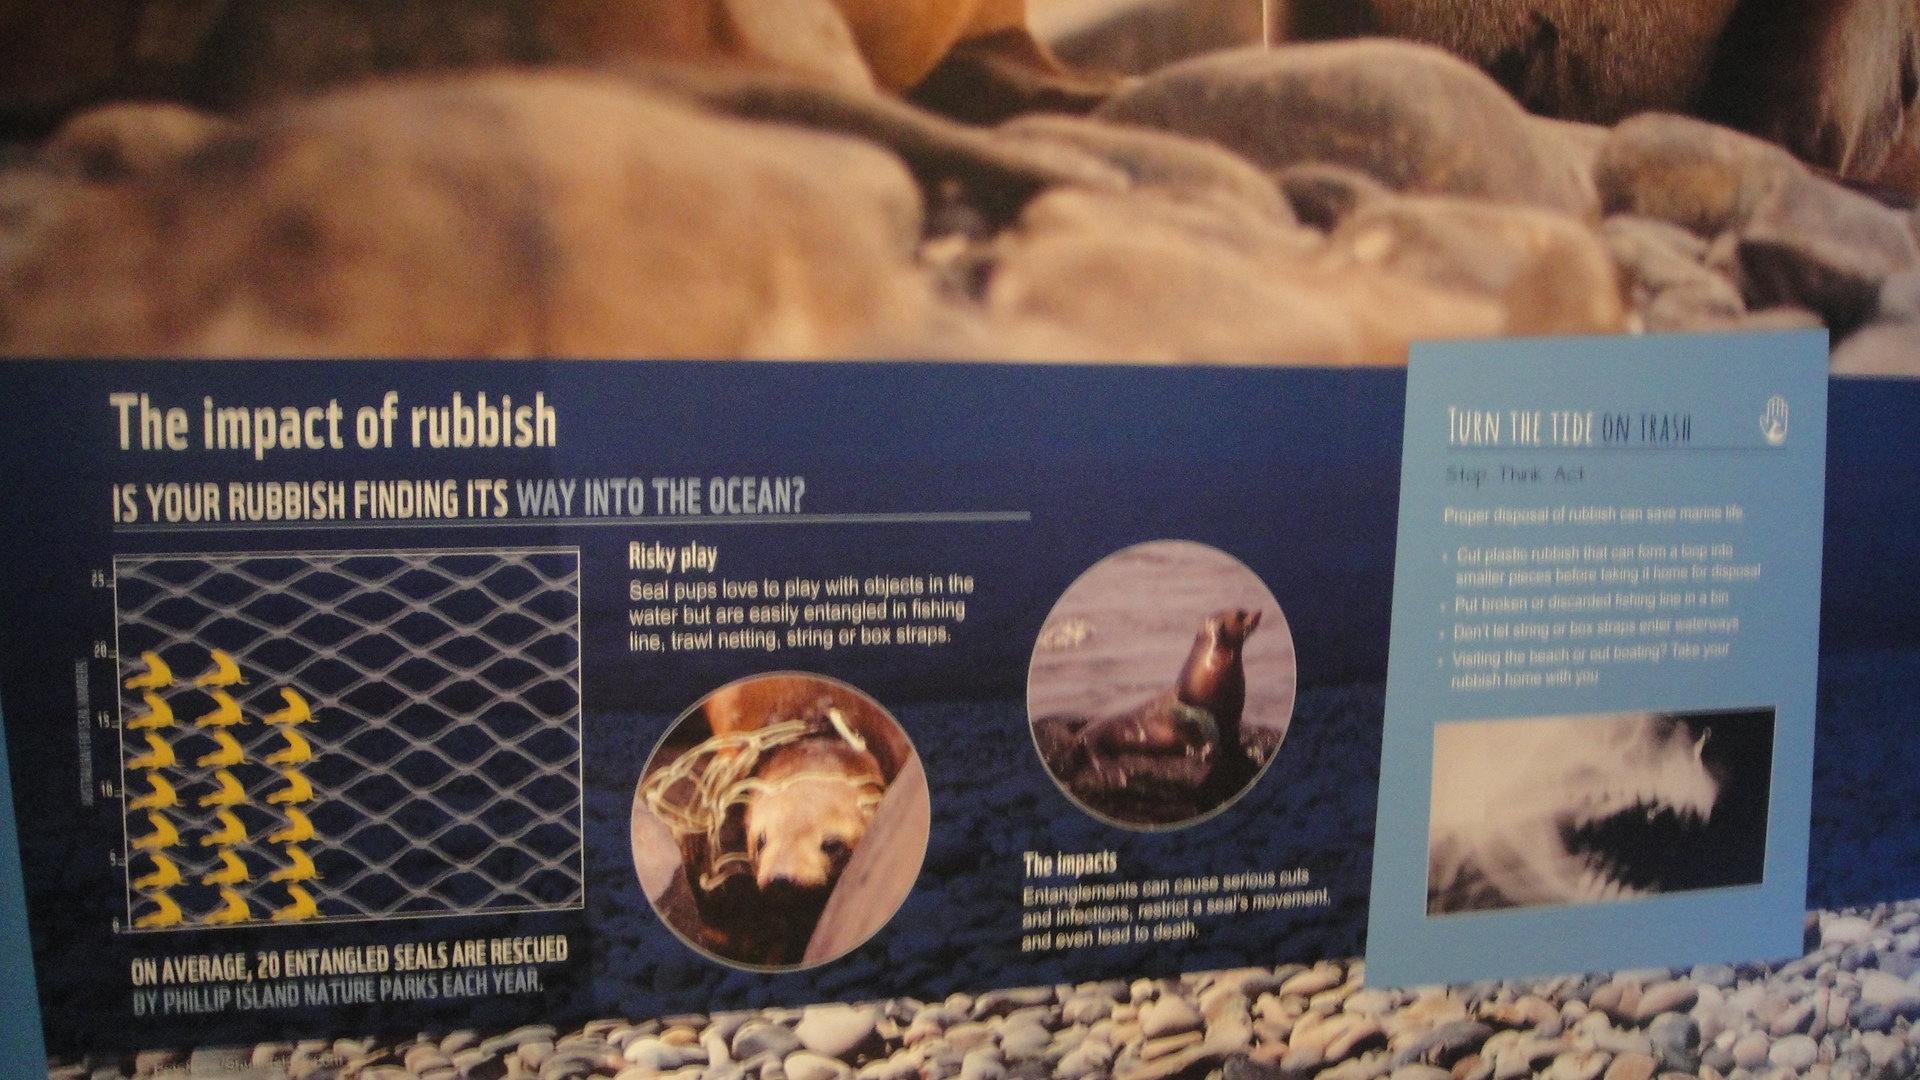 The impact of rubbish
IS YOUR RUBBISH FINDING ITS WAY INTO THE OCEAN?
25
20
15
10
5
0
AUSTRALIAN FUR SEAL NUMBERS
ON AVERAGE, 20 ENTANGLED SEALS ARE RESCUED
BY PHILLIP ISLAND NATURE PARKS EACH YEAR.
Risky play
Seal pups love to play with objects in the
water but are easily entangled in fishing
line, trawl netting, string or box straps.
The impacts
Entanglements can cause serious cuts
and infections, restrict a seal's movement,
and even lead to death.
TURN THE TIDE ON TRASH
Stop. Think. Act.
Proper disposal of rubbish can save marine life.
• Cut plastic rubbish that can form a loop into
smaller pieces before taking it home for disposal
• Put broken or discarded fishing line in a bin
• Don't let string or box straps enter waterways
• Visiting the beach or out boating? Take your
rubbish home with you